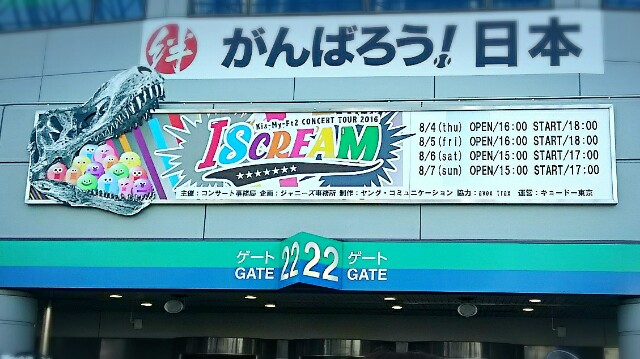 絆 がんばろう!日本
Kis-My-Ft2 CONCERT TOUR 2016
I SCREAM
8/4(thu) OPEN/16:00 START/18:00
8/5(fri) OPEN/16:00 START/18:00
8/6(sat) OPEN/15:00 START/17:00
8/7(sun) OPEN/15:00 START/17:00
主催:コンサート事務局 企画:ジャニーズ事務所 制作:ヤング・コミュニケーション 協力: 運営:キョードー東京
ゲート 22 22 ゲート
GATE GATE